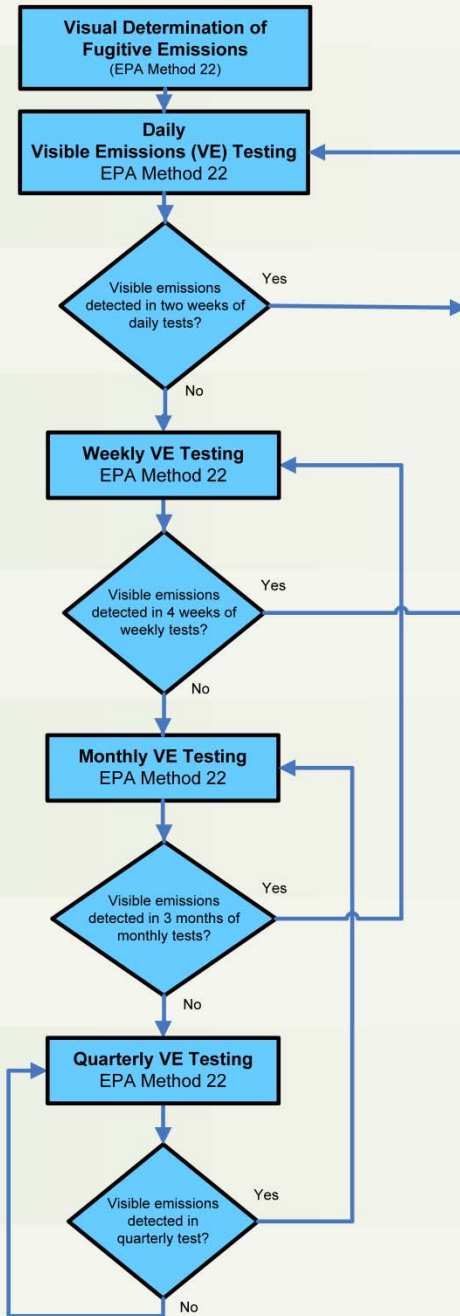 Visual Determination of
Fugitive Emissions
(EPA Method 22)
Daily
Visible Emissions (VE) Testing
EPA Method 22
Yes
Visible emissions
detected in two weeks of
daily tests?
No
Weekly VE Testing
EPA Method 22
Yes
Visible emissions
detected in 4 weeks of
weekly tests?
No
Monthly VE Testing
EPA Method 22
Yes
Visible emissions
detected in 3 months of
monthly tests?
No
Quarterly VE Testing
EPA Method 22
Yes
Visible emissions
detected in
quarterly test?
No